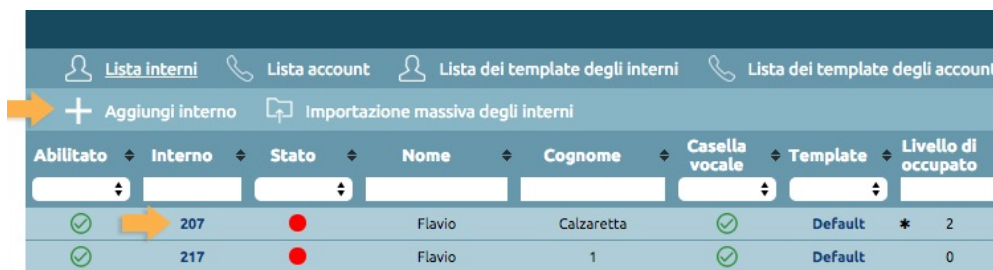 Lista interni Lista account Lista dei template degli interni Lista dei template degli account
Aggiungi interno Importazione massiva degli interni
Abilitato Interno Stato Nome Cognome Casella vocale Template Livello di occupato
207 Flavio Calzaretta Default * 2
217 Flavio 1 Default 0